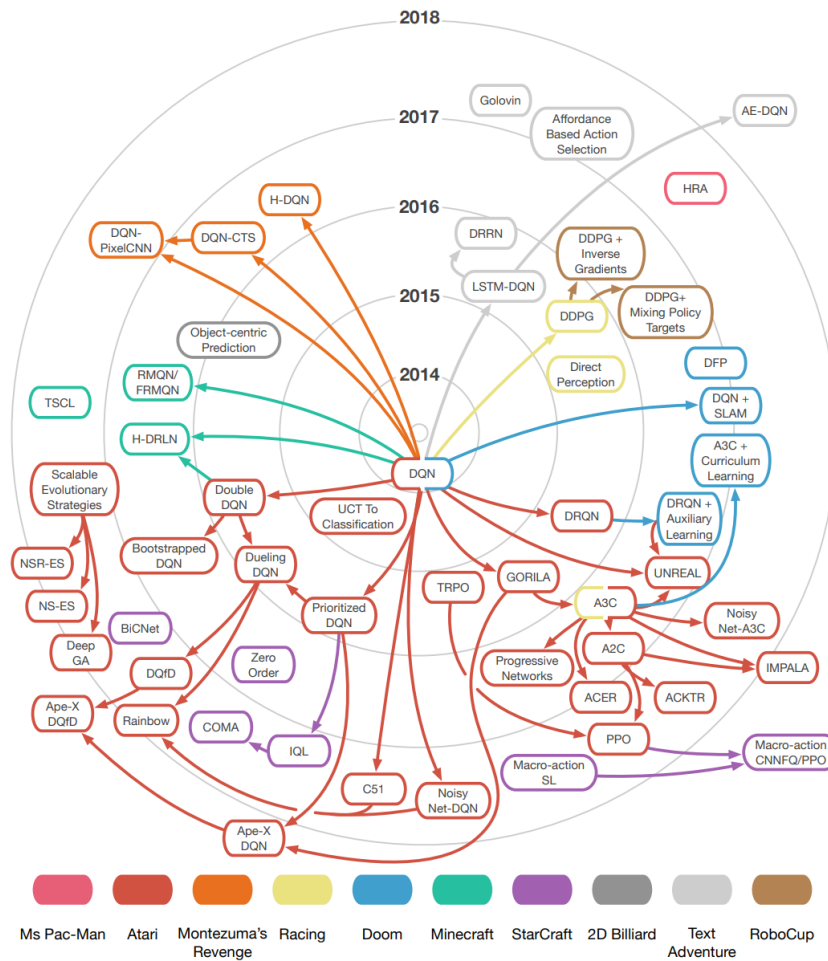 2018
Golovin
AE-DQN
2017
Affordance
Based Action
Selection
HRA
H-DQN
2016
DQN-
PixelCNN
DQN-CTS
DRRN
DDPG +
Inverse
Gradients
LSTM-DQN
2015
DDPG+
Mixing Policy
Targets
DDPG
Object-centric
Prediction
Direct
Perception
DFP
2014
RMQN/
FRMQN
TSCL
DQN +
SLAM
H-DRLN
A3C +
Curriculum
Learning
DQN
Scalable
Evolutionary
Strategies
Double
DQN
UCT To
Classification
DRQN
DRQN +
Auxiliary
Learning
Bootstrapped
DQN
NSR-ES
Dueling
DQN
TRPO
GORILA
UNREAL
NS-ES
Prioritized
DQN
A3C
Noisy
Net-A3C
BiCNet
Deep
GA
A2C
Zero
Order
DQfD
Progressive
Networks
IMPALA
ACER
ACKTR
Ape-X
DQfD
Rainbow
COMA
IQL
PPO
Macro-action
CNNFQ/PPO
Macro-action
SL
C51
Noisy
Net-DQN
Ape-X
DQN
Ms Pac-Man
Atari
Montezuma's
Revenge
Racing
Doom
Minecraft
StarCraft
2D Billiard
Text
Adventure
RoboCup